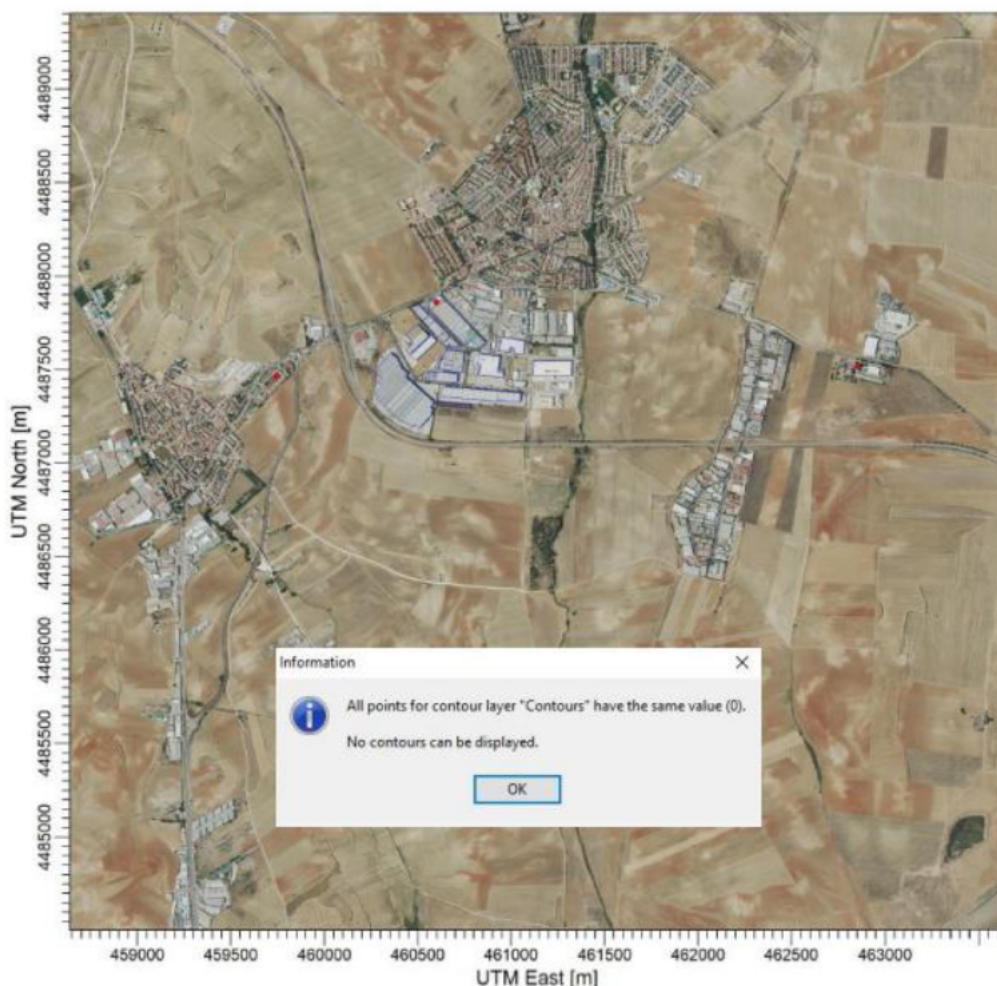 4489000
4488500
4488000
4487500
4487000
4486500
4486000
4485500
4485000
UTM North [m]
Information
All points for contour layer "Contours" have the same value (0).
No contours can be displayed.
OK
459000 459500 460000 460500 461000 461500 462000 462500 463000
UTM East [m]